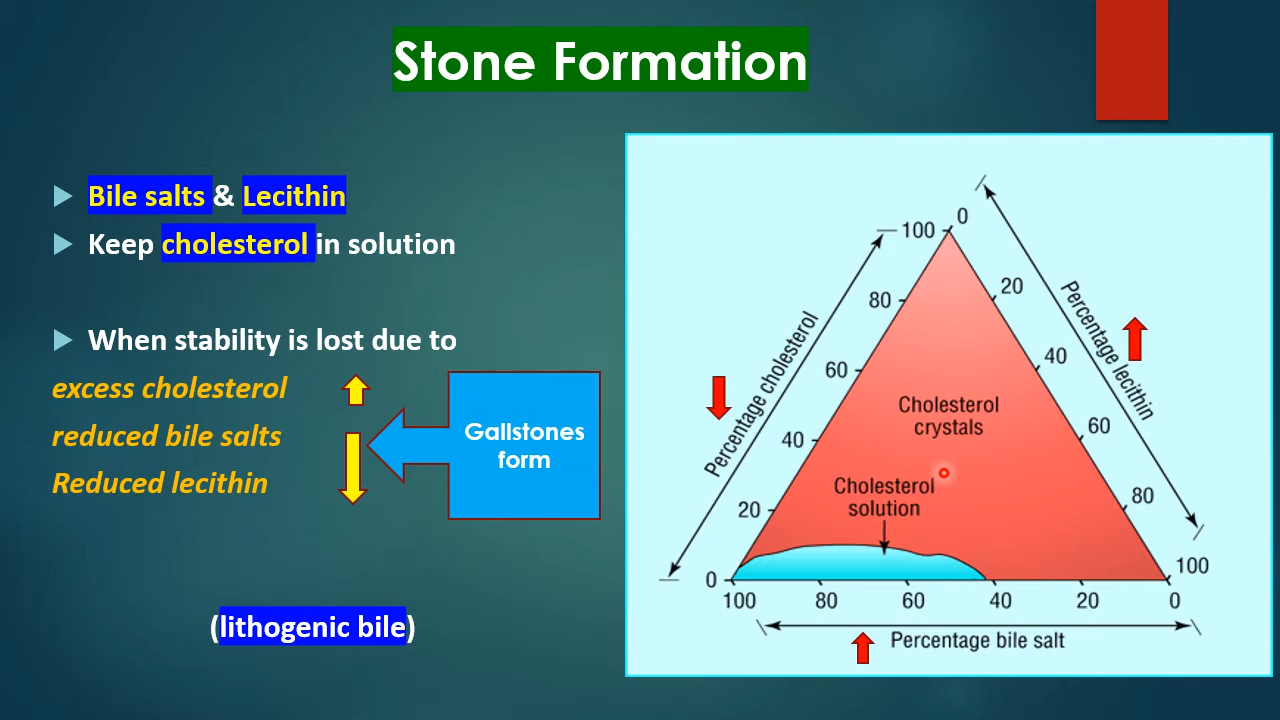 Stone Formation
Bile salts & Lecithin
Keep cholesterol in solution
When stability is lost due to
excess cholesterol
reduced bile salts
Reduced lecithin
Gallstones
form
(lithogenic bile)
100
80
60
40
20
0
Percentage cholesterol
0
20
40
60
80
100
Percentage lecithin
Cholesterol
crystals
Cholesterol
solution
100 80 60 40 20 0
Percentage bile salt